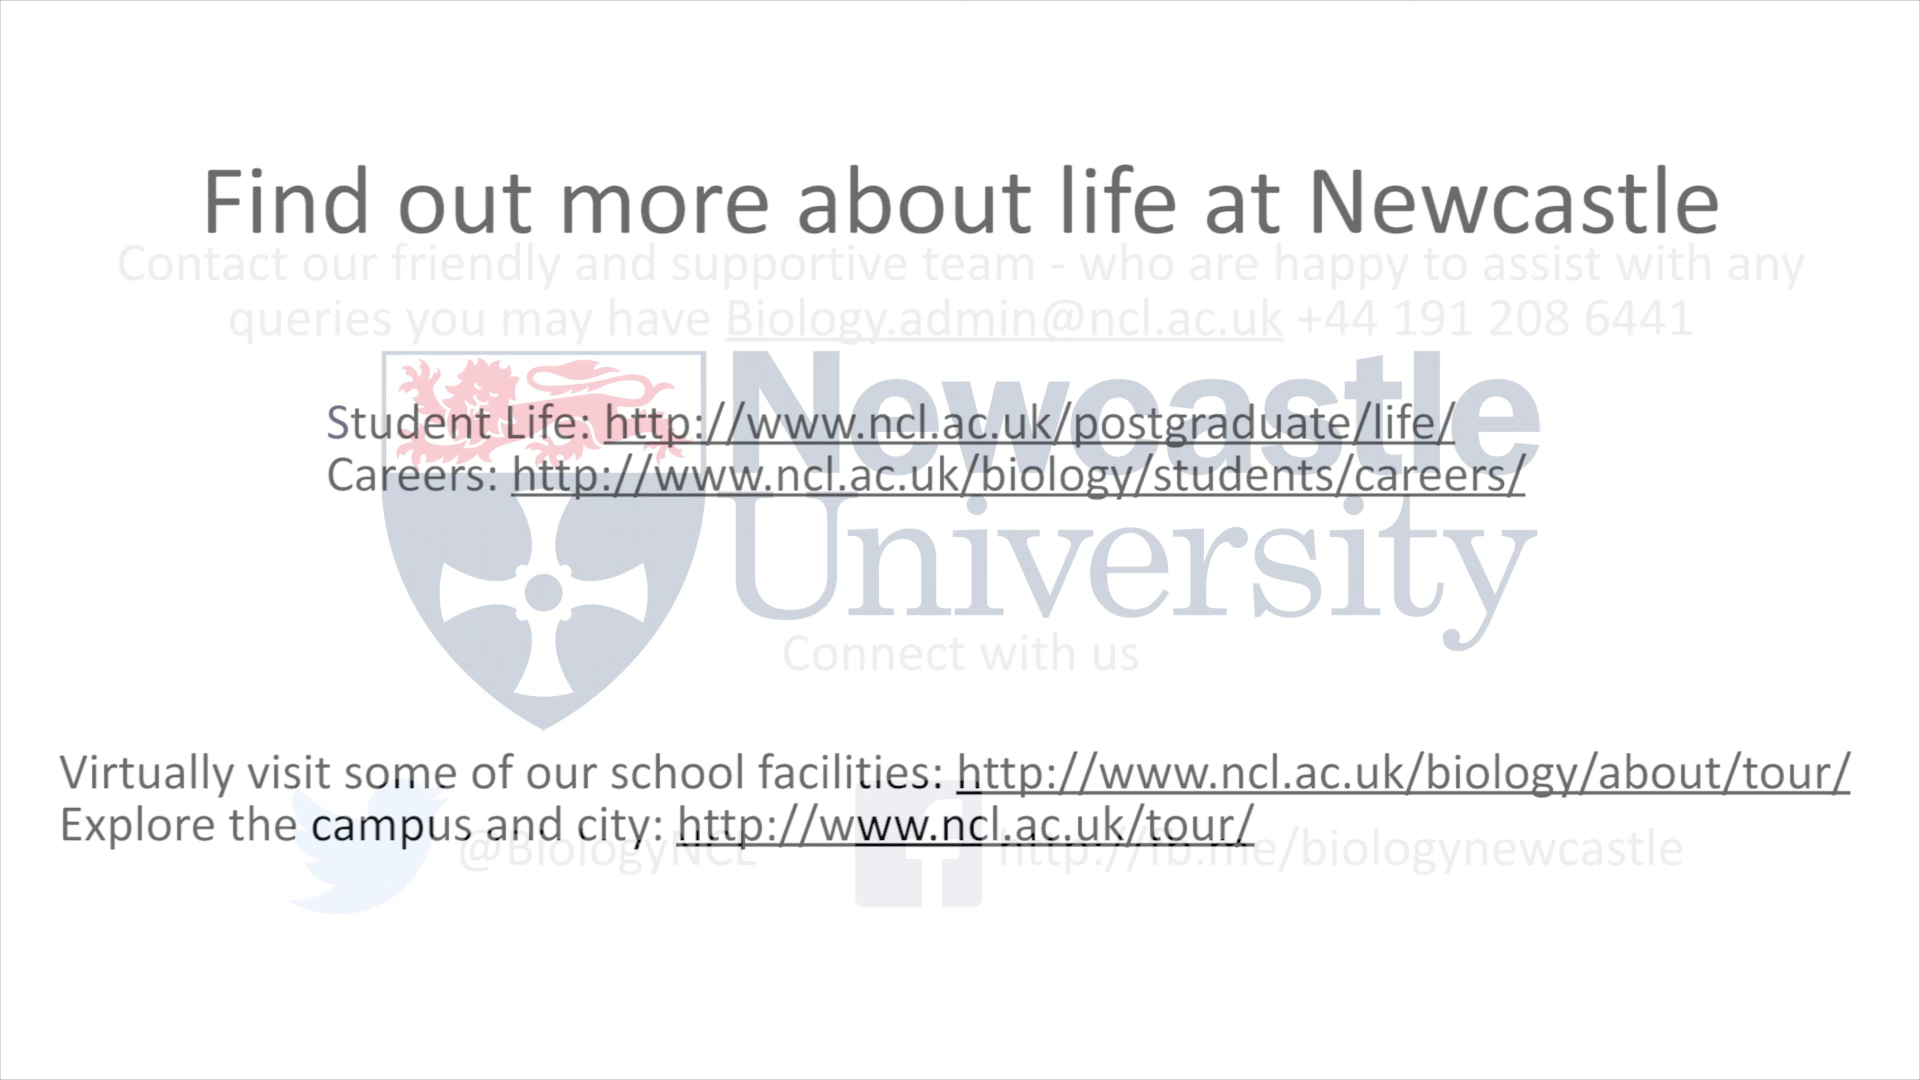 Find out more about life at Newcastle
Contact our friendly and supportive team - who are happy to assist with any
queries you may have Biology.admin@ncl.ac.uk +44 191 208 6441
Newcastle
Student Life: http://www.ncl.ac.uk/postgraduate/life/
Careers: http://www.ncl.ac.uk/biology/students/careers/
University
Connect with us
Virtually visit some of our school facilities: http://www.ncl.ac.uk/biology/about/tour/
Explore the campus and city: http://www.ncl.ac.uk/tour/
@BiologyNCL http://fb.me/biologynewcastle